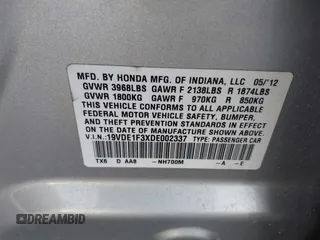 MFD. BY HONDA MFG. OF INDIANA, LLC 05/'12
GVWR 3968LBS GAWR F 2138LBS R 1874LBS
GVWR 1800KG GAWR F 970KG R 850KG
THIS VEHICLE CONFORMS TO ALL APPLICABLE
FEDERAL MOTOR VEHICLE SAFETY, BUMPER,
AND THEFT PREVENTION STANDARDS IN EFFECT
ON THE DATE OF MANUFACTURE SHOWN ABOVE.
V.I.N.:19VDE1F3XDE002337 TYPE: PASSENGER CAR
TX6 D AA8 -NH700M -A -E
DREAMBID